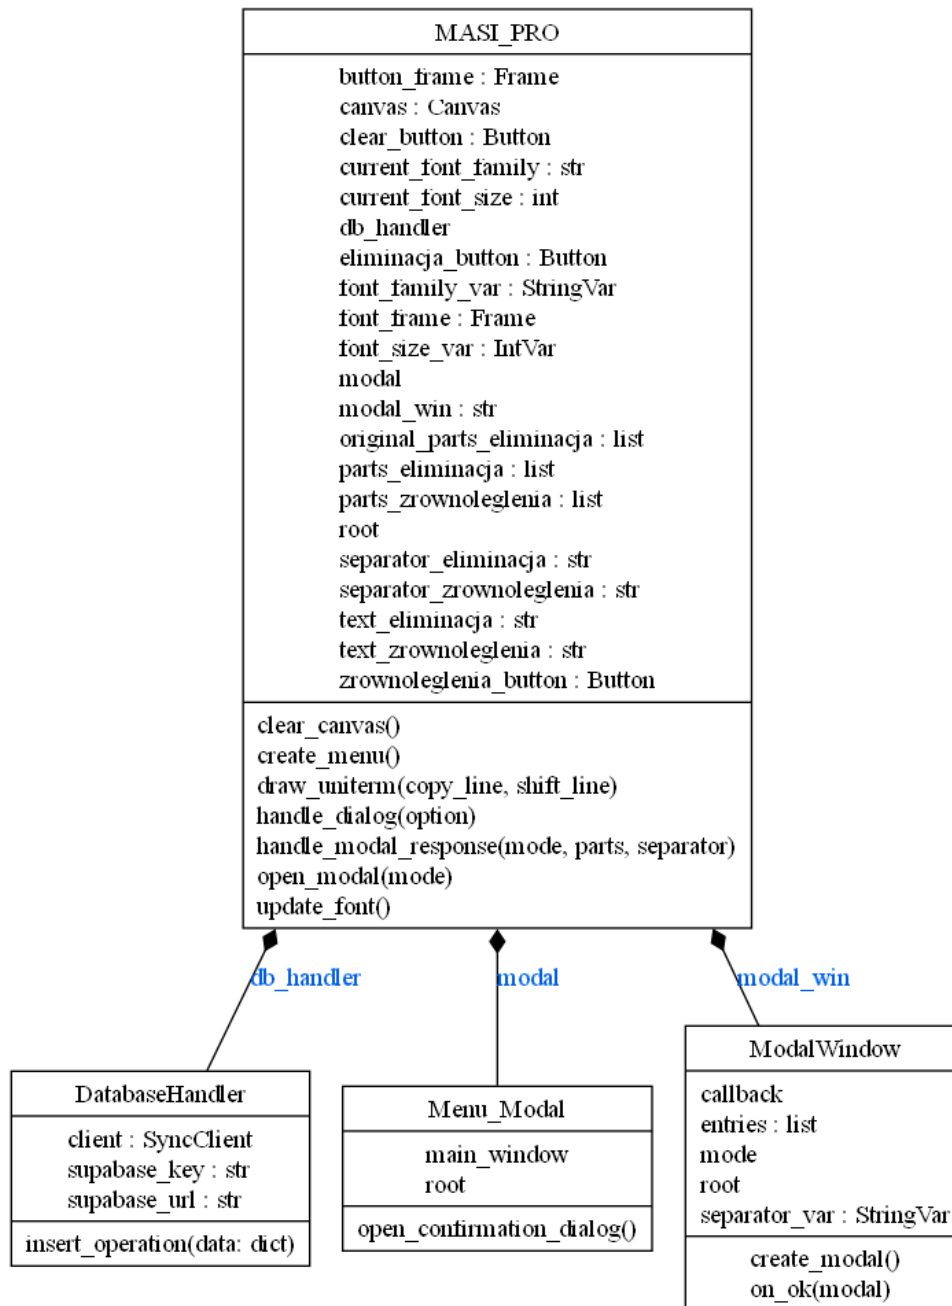 MASI_PRO
button_frame : Frame
canvas : Canvas
clear_button : Button
current_font_family : str
current_font_size : int
db_handler
eliminacja_button : Button
font_family_var : StringVar
font_frame : Frame
font_size_var : IntVar
modal
modal_win : str
original_parts_eliminacja : list
parts_eliminacja : list
parts_zrownoleglenia : list
root
separator_eliminacja : str
separator_zrownoleglenia : str
text_eliminacja : str
text_zrownoleglenia : str
zrownoleglenia_button : Button
clear_canvas()
create_menu()
draw_uniterm(copy_line, shift_line)
handle_dialog(option)
handle_modal_response(mode, parts, separator)
open_modal(mode)
update_font()
db_handler
modal
modal_win
DatabaseHandler
client : SyncClient
supabase_key : str
supabase_url : str
insert_operation(data: dict)
Menu_Modal
main_window
root
open_confirmation_dialog()
ModalWindow
callback
entries : list
mode
root
separator_var : StringVar
create_modal()
on_ok(modal)